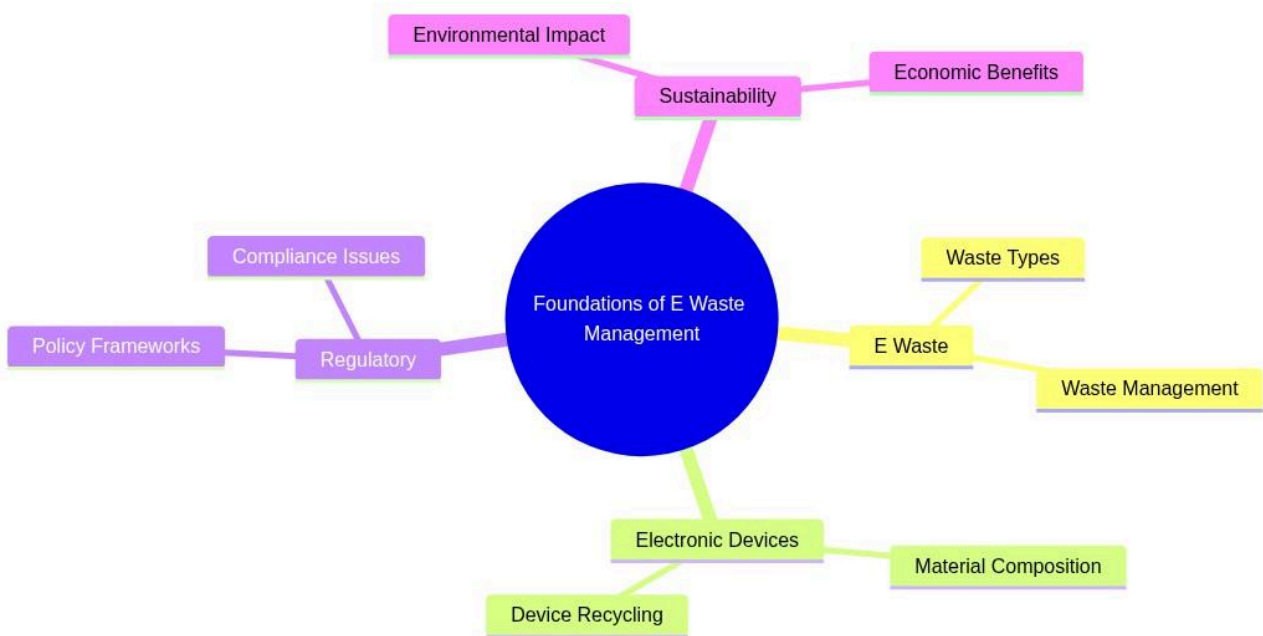 Environmental Impact
Economic Benefits
Sustainability
Compliance Issues
Waste Types
Foundations of E Waste
Management
Policy Frameworks
Regulatory
E Waste
Waste Management
Electronic Devices
Material Composition
Device Recycling